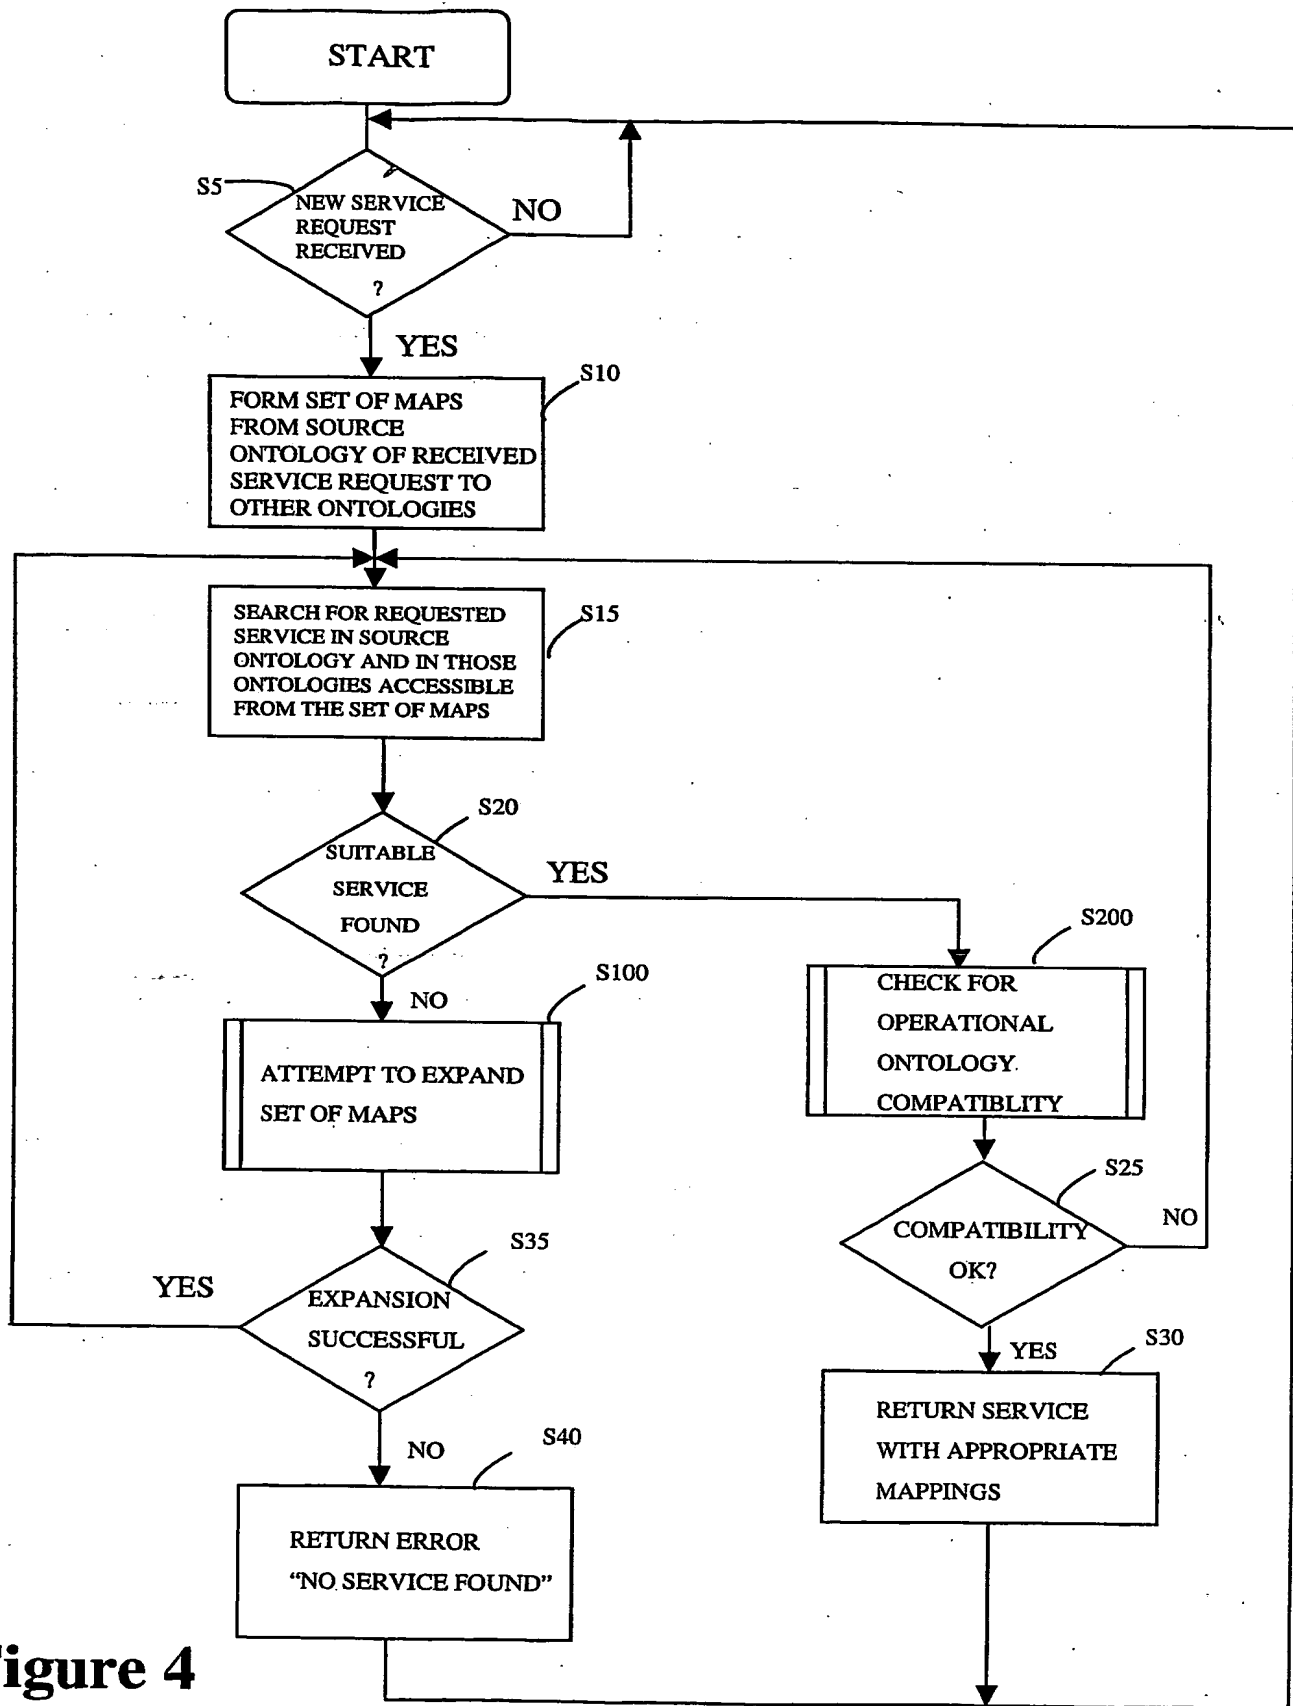 START
S5
NEW SERVICE
REQUEST
RECEIVED
?
NO
YES
S10
FORM SET OF MAPS
FROM SOURCE
ONTOLOGY OF RECEIVED
SERVICE REQUEST TO
OTHER ONTOLOGIES
S15
SEARCH FOR REQUESTED
SERVICE IN SOURCE
ONTOLOGY AND IN THOSE
ONTOLOGIES ACCESSIBLE
FROM THE SET OF MAPS
S20
SUITABLE
SERVICE
FOUND
?
YES
NO
S100
ATTEMPT TO EXPAND
SET OF MAPS
S200
CHECK FOR
OPERATIONAL
ONTOLOGY
COMPATIBLITY
S25
COMPATIBILITY
OK?
NO
YES
S35
EXPANSION
SUCCESSFUL
?
YES
NO
S30
RETURN SERVICE
WITH APPROPRIATE
MAPPINGS
S40
RETURN ERROR
“NO SERVICE FOUND”
igure 4